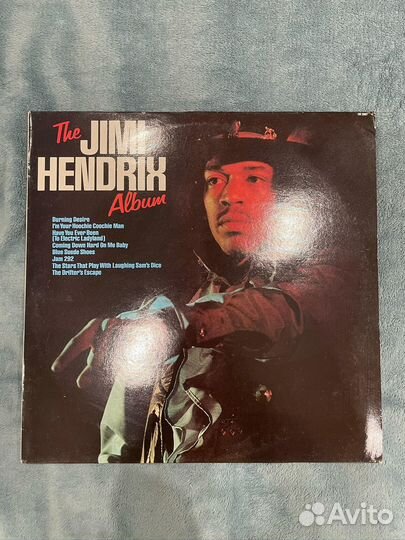 The
JIMI
HENDRIX
Album
Burning Desire
I'm Your Hoochie Coochie Man
Have You Ever Been
(To Electric Ladyland)
Coming Down Hard On Me Baby
Blue Suede Shoes
Jam 292
The Stars That Play With Laughing Sam's Dice
The Drifter's Escape
Avito